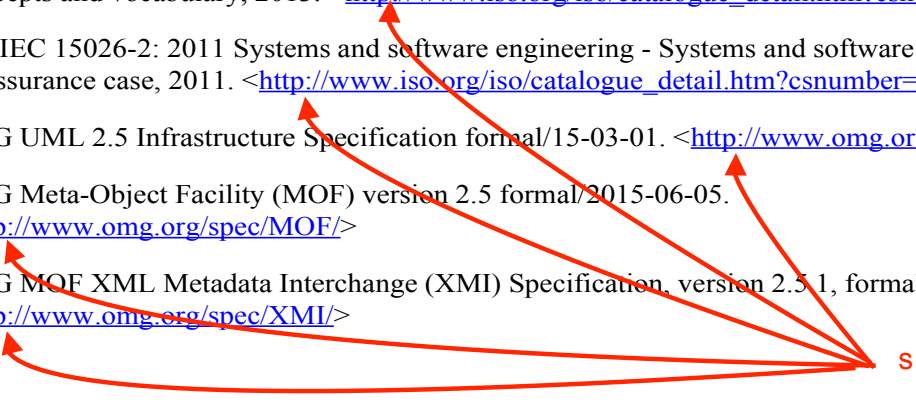 epts and vocabulary, 2013. <http://www.iso.org/iso/catalogue_detail.htm?csn
IEC 15026-2: 2011 Systems and software engineering - Systems and software
ssurance case, 2011. <http://www.iso.org/iso/catalogue_detail.htm?csnumber=
G UML 2.5 Infrastructure Specification formal/15-03-01. <http://www.omg.or
G Meta-Object Facility (MOF) version 2.5 formal/2015-06-05.
p://www.omg.org/spec/MOF/>
G MOF XML Metadata Interchange (XMI) Specification, version 2.5.1, forma
p://www.omg.org/spec/XMI/>
s